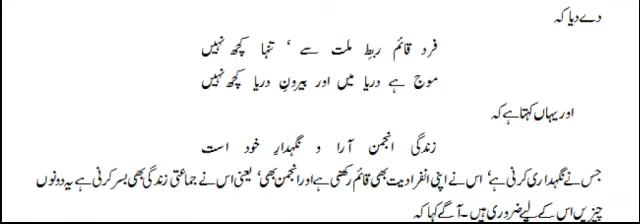 دے دیا کہ
فرد قائم ربطِ ملت سے ‘ تنہا کچھ نہیں
موج ہے دریا میں اور بیرونِ دریا کچھ نہیں
اور یہاں کہتا ہے کہ
زندگی انجمن آرا و نگہدارِ خود است
جس نے نگہداری کرنی ہے‘ اس نے اپنی انفرادیت بھی قائم رکھنی ہے اور انجمن بھی‘ یعنی اس نے جماعتی زندگی بھی بسر کرنی ہے یہ دونوں
چیزیں اس کے لیے ضروری ہیں ۔ آگے کہا کہ